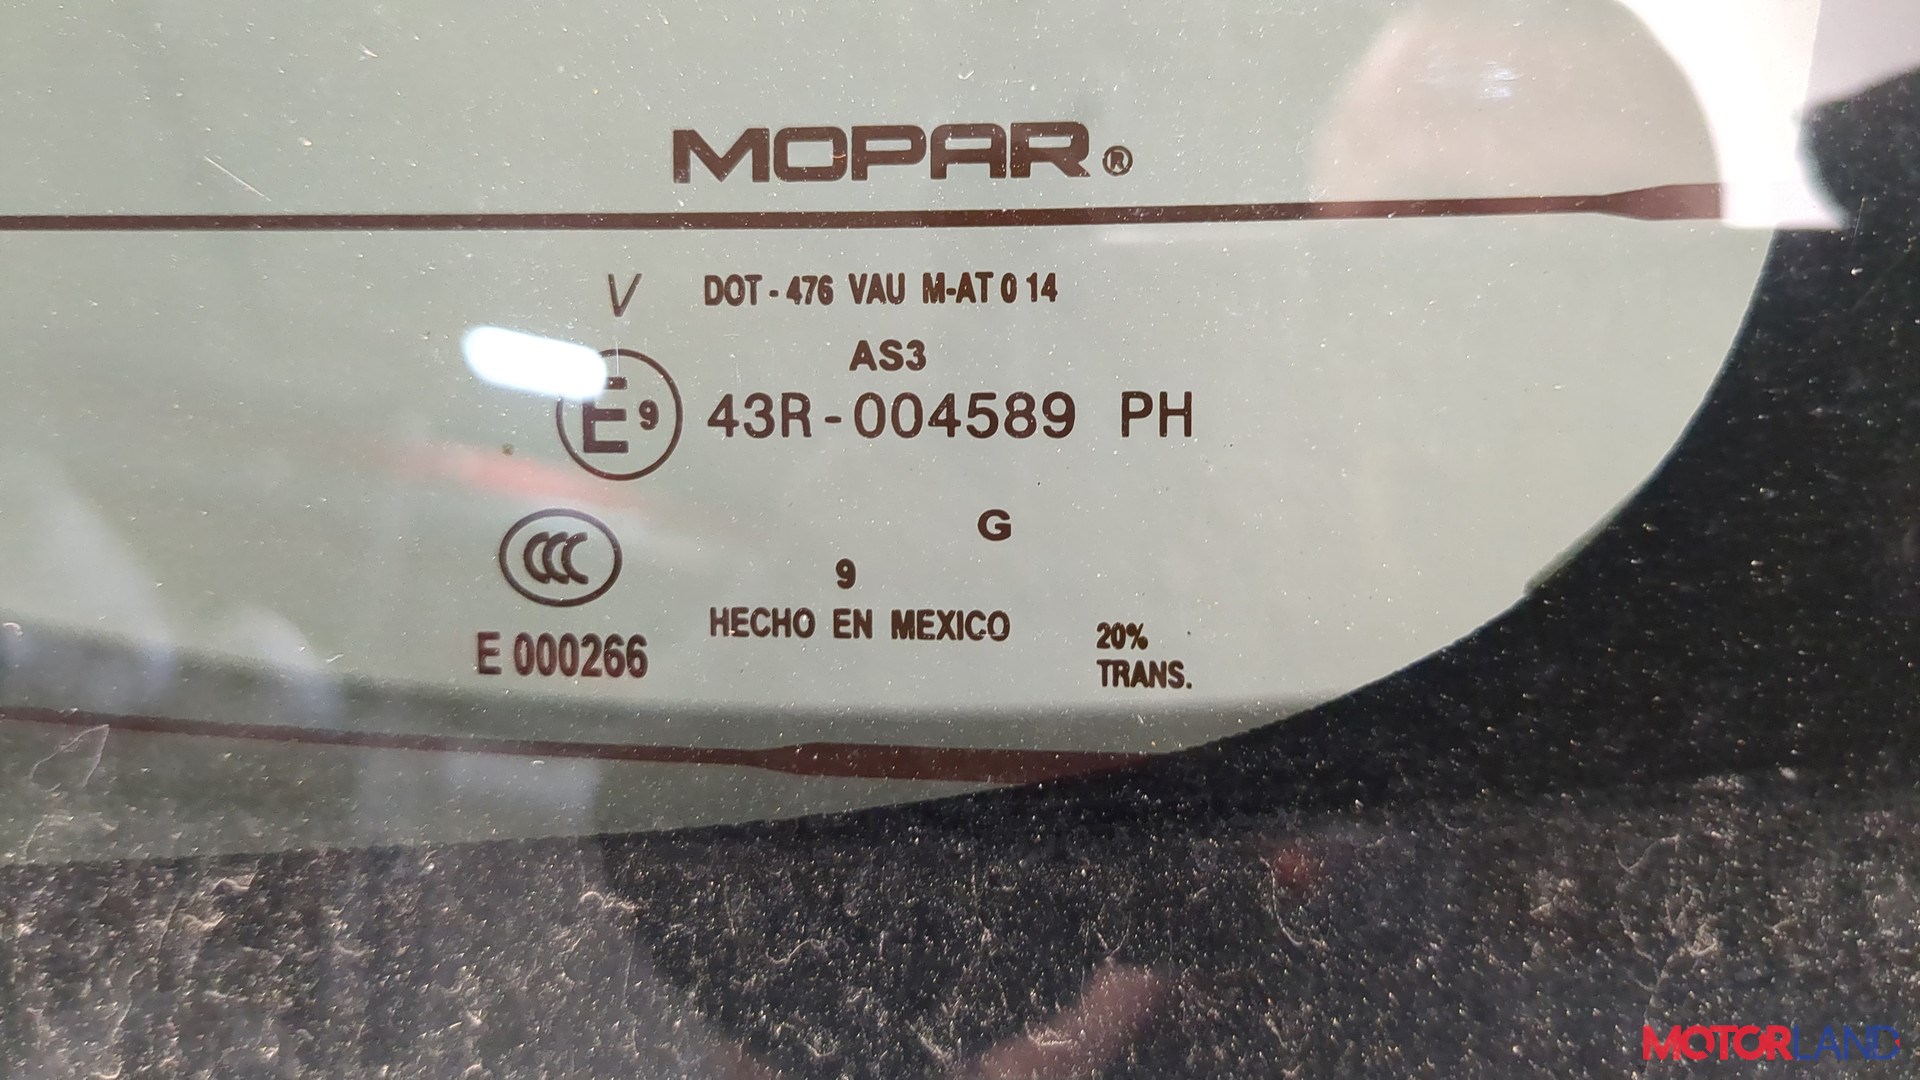 MOPAR®
V DOT - 476 VAU M-AT 0 14
AS3
E9 43R-004589 PH
G
CCC
9
HECHO EN MEXICO
E 000266
20%
TRANS.
MOTORLAND